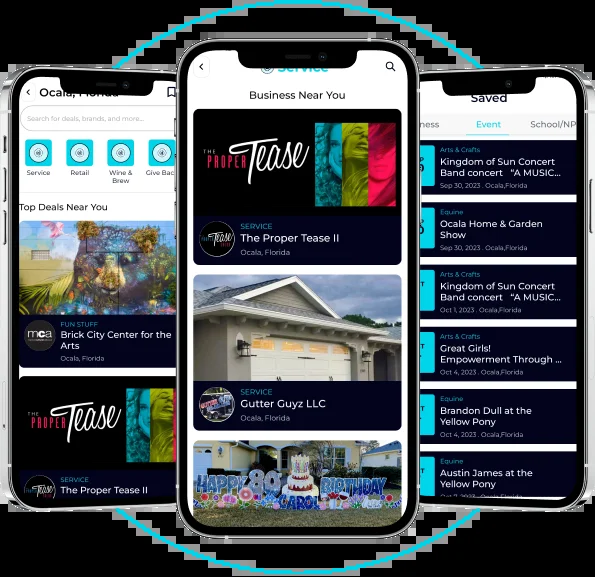 Ocala, Florida
Search for deals, brands, and more...
Service
Retail
Wine &
Brew
Give Bac
Top Deals Near You
mca
FUN STUFF
Brick City Center for the
Arts
Ocala, Florida
THE
PROPER
Tease
SERVICE
The Proper Tease II
Service
Business Near You
THE
PROPER
Tease
Tease
SERVICE
The Proper Tease II
Ocala, Florida
GUTTER GUYZ
SERVICE
Gutter Guyz LLC
Ocala, Florida
HAPPY 80 BIRTHDAY
CAROL
Saved
ness
Event
School/NP
Arts & Crafts
Kingdom of Sun Concert
Band concert "A MUSIC...
Sep 30, 2023 . Ocala,Florida
Equine
Ocala Home & Garden
Show
Sep 30, 2023 . Ocala,Florida
Arts & Crafts
Kingdom of Sun Concert
Band concert "A MUSIC...
Oct 1, 2023 . Ocala,Florida
Arts & Crafts
Great Girls!
Empowerment Through ...
Oct 4, 2023 . Ocala,Florida
Equine
Brandon Dull at the
Yellow Pony
Oct 4, 2023 . Ocala,Florida
Equine
Austin James at the
Yellow Pony